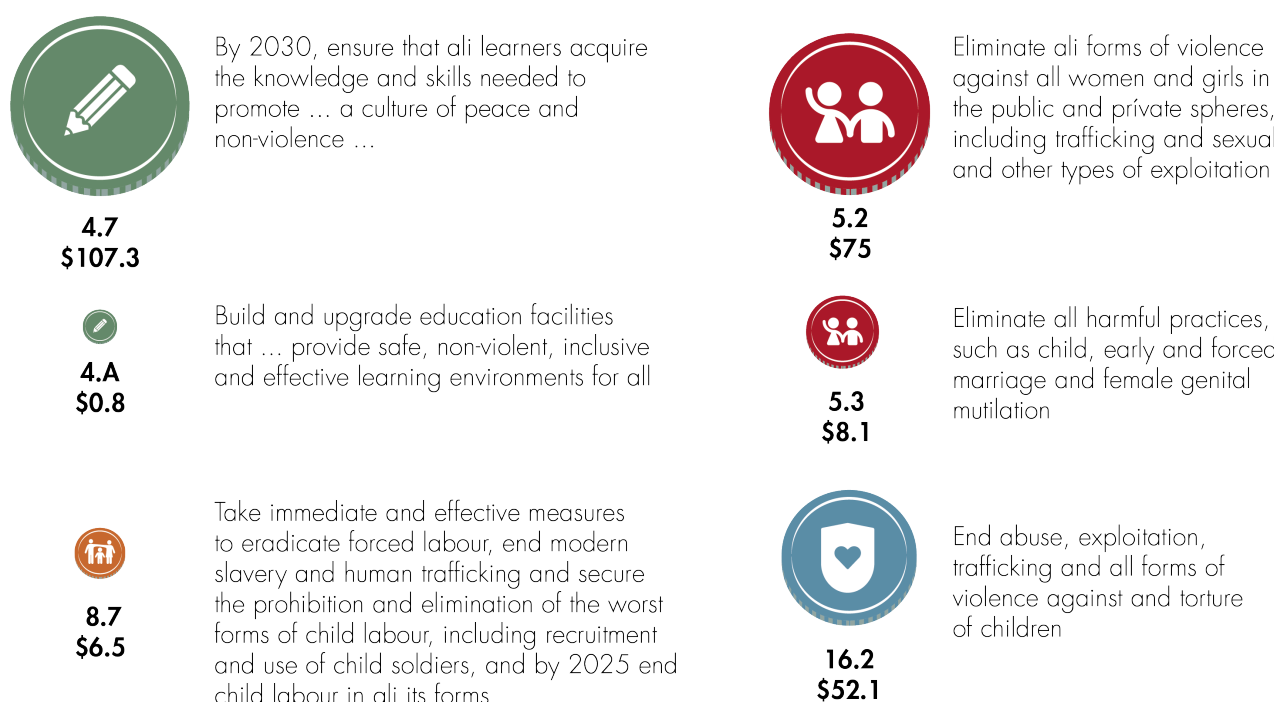 By 2030, ensure that ali learners acquire
the knowledge and skills needed to
promote ... a culture of peace and
non-violence ...
4.7
$107.3
Build and upgrade education facilities
that ... provide safe, non-violent, inclusive
and effective learning environments for all
4.A
$0.8
Take immediate and effective measures
to eradicate forced labour, end modern
slavery and human trafficking and secure
the prohibition and elimination of the worst
forms of child labour, including recruitment
and use of child soldiers, and by 2025 end
child labour in ali its forms
8.7
$6.5
Eliminate ali forms of violence
against all women and girls in
the public and prívate spheres,
including trafficking and sexual
and other types of exploitation
5.2
$75
Eliminate all harmful practices,
such as child, early and forced
marriage and female genital
mutilation
5.3
$8.1
End abuse, exploitation,
trafficking and all forms of
violence against and torture
of children
16.2
$52.1